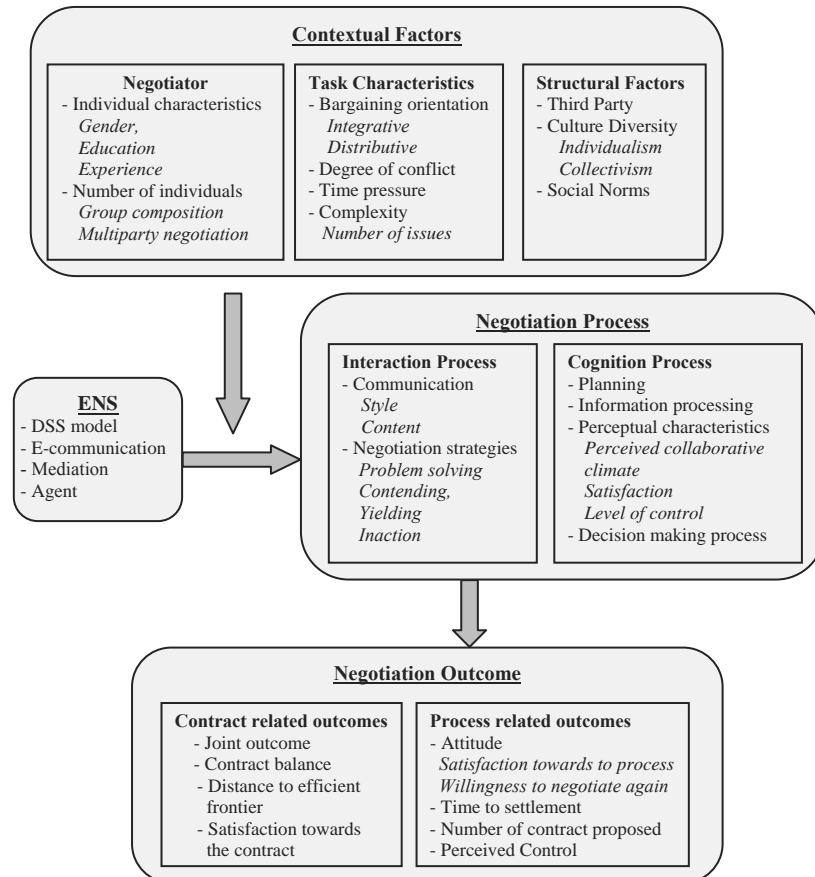 Contextual Factors
Negotiator
- Individual characteristics
Gender,
Education
Experience
- Number of individuals
Group composition
Multiparty negotiation
Task Characteristics
- Bargaining orientation
Integrative
Distributive
- Degree of conflict
- Time pressure
- Complexity
Number of issues
Structural Factors
- Third Party
- Culture Diversity
Individualism
Collectivism
- Social Norms
ENS
- DSS model
- E-communication
- Mediation
- Agent
Negotiation Process
Interaction Process
- Communication
Style
Content
- Negotiation strategies
Problem solving
Contending,
Yielding
Inaction
Cognition Process
- Planning
- Information processing
- Perceptual characteristics
Perceived collaborative
climate
Satisfaction
Level of control
- Decision making process
Negotiation Outcome
Contract related outcomes
- Joint outcome
- Contract balance
- Distance to efficient
frontier
- Satisfaction towards
the contract
Process related outcomes
- Attitude
Satisfaction towards to process
Willingness to negotiate again
- Time to settlement
- Number of contract proposed
- Perceived Control